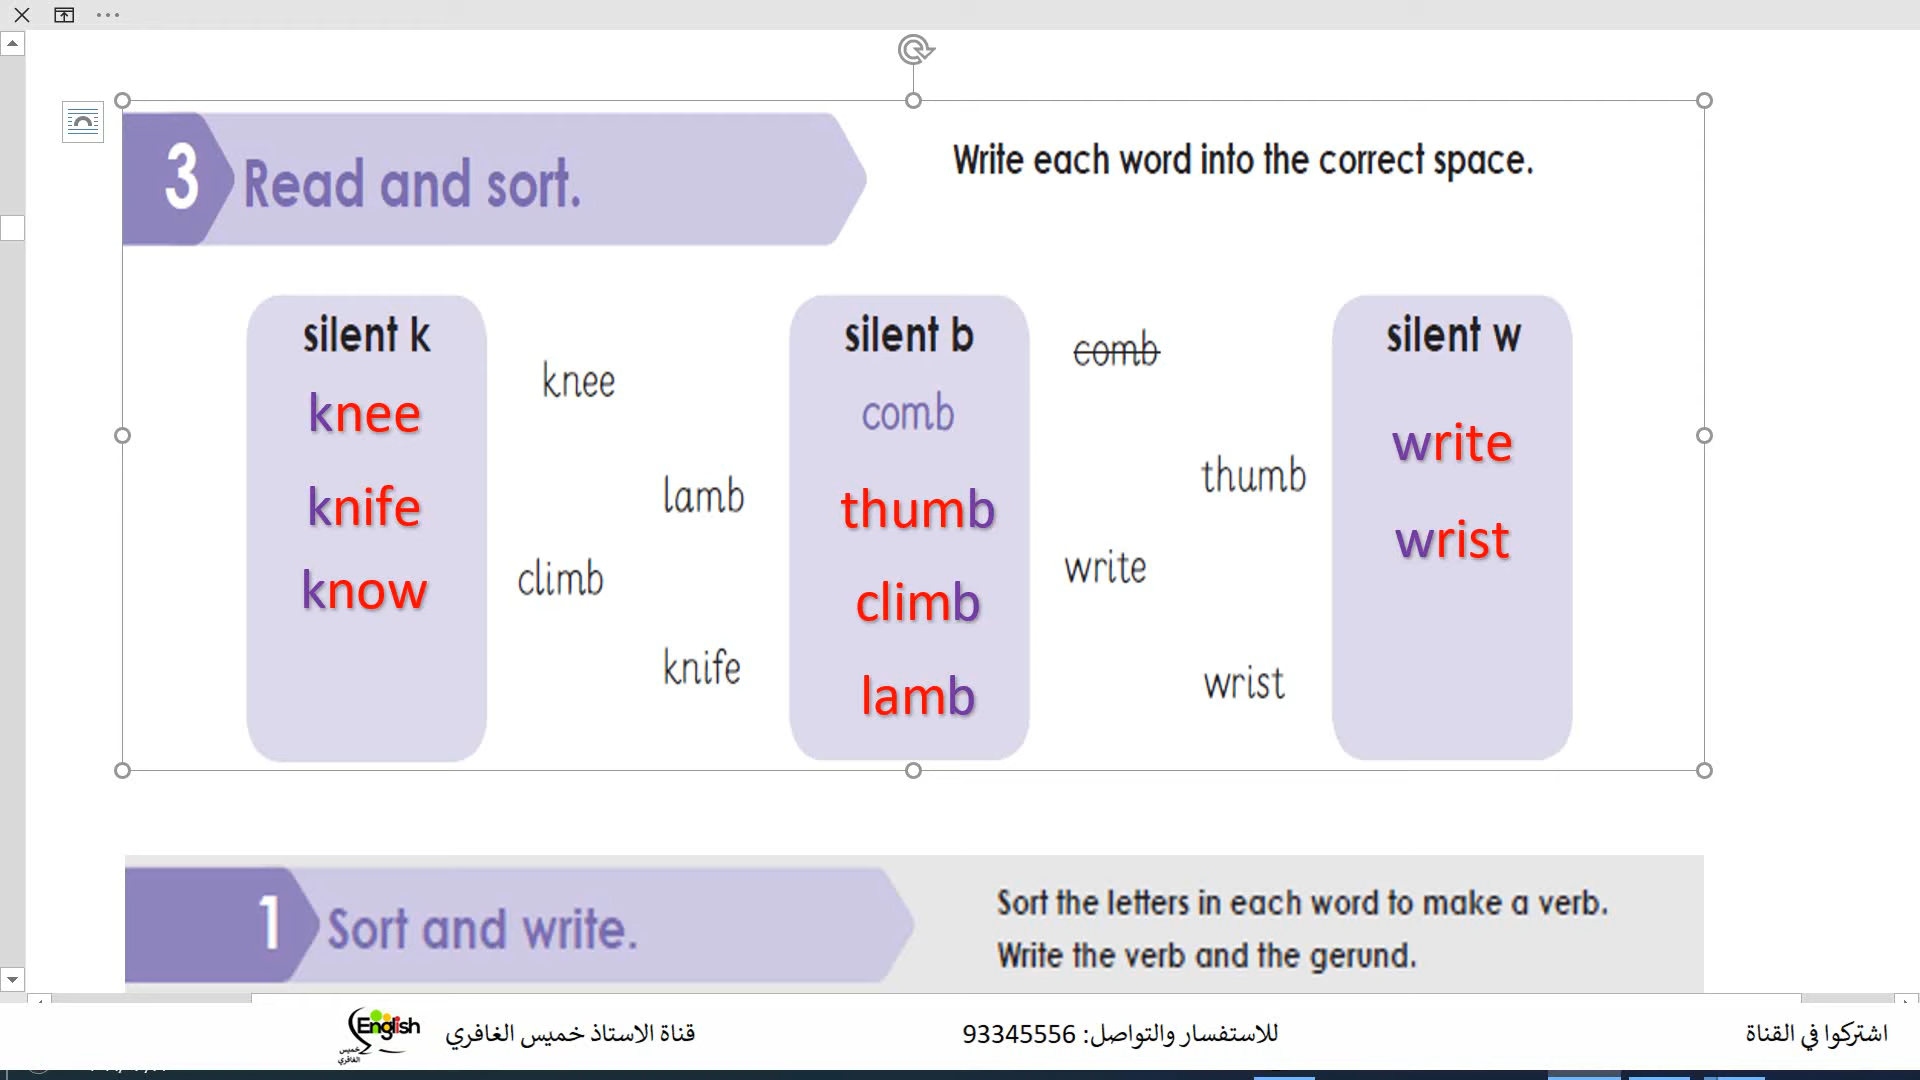 3 Read and sort.
Write each word into the correct space.
silent k
knee
knife
know
knee
lamb
climb
knife
silent b
comb
thumb
climb
lamb
comb
thumb
write
wrist
silent w
write
wrist
1 Sort and write.
Sort the letters in each word to make a verb.
Write the verb and the gerund.
English
خميس
الغافري
قناة الاستاذ خميس الغافري
للاستفسار والتواصل: 93345556
اشتركوا في القناة